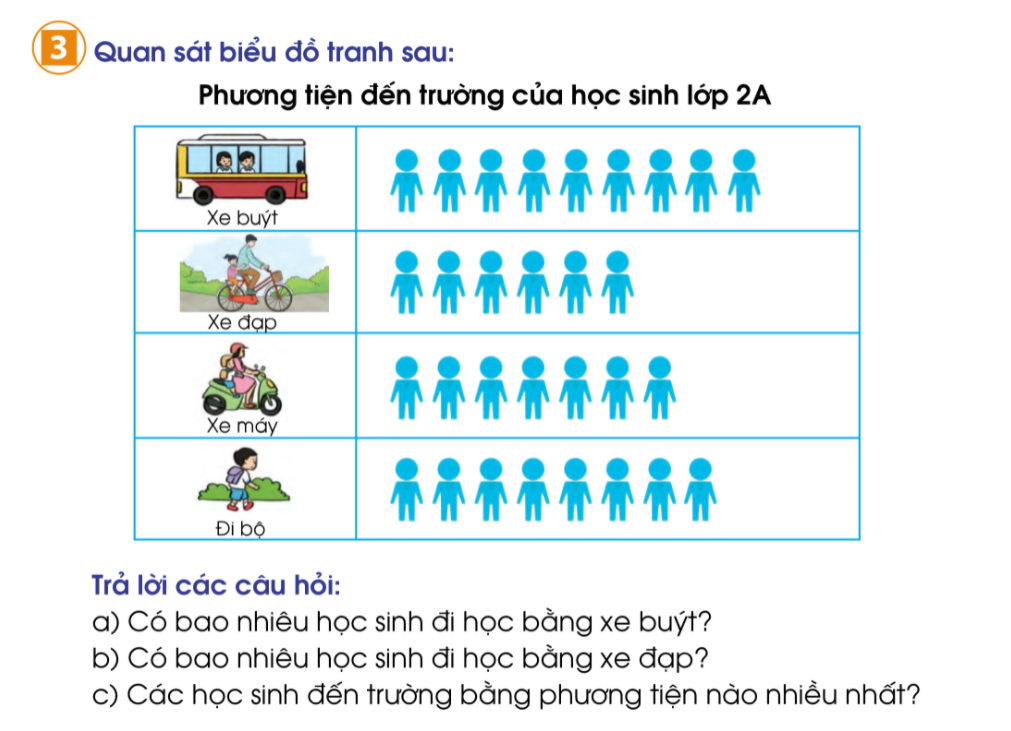 3 Quan sát biểu đồ tranh sau:
Phương tiện đến trường của học sinh lớp 2A
Xe buýt
Xe đạp
Xe máy
Đi bộ
Trả lời các câu hỏi:
a) Có bao nhiêu học sinh đi học bằng xe buýt?
b) Có bao nhiêu học sinh đi học bằng xe đạp?
c) Các học sinh đến trường bằng phương tiện nào nhiều nhất?